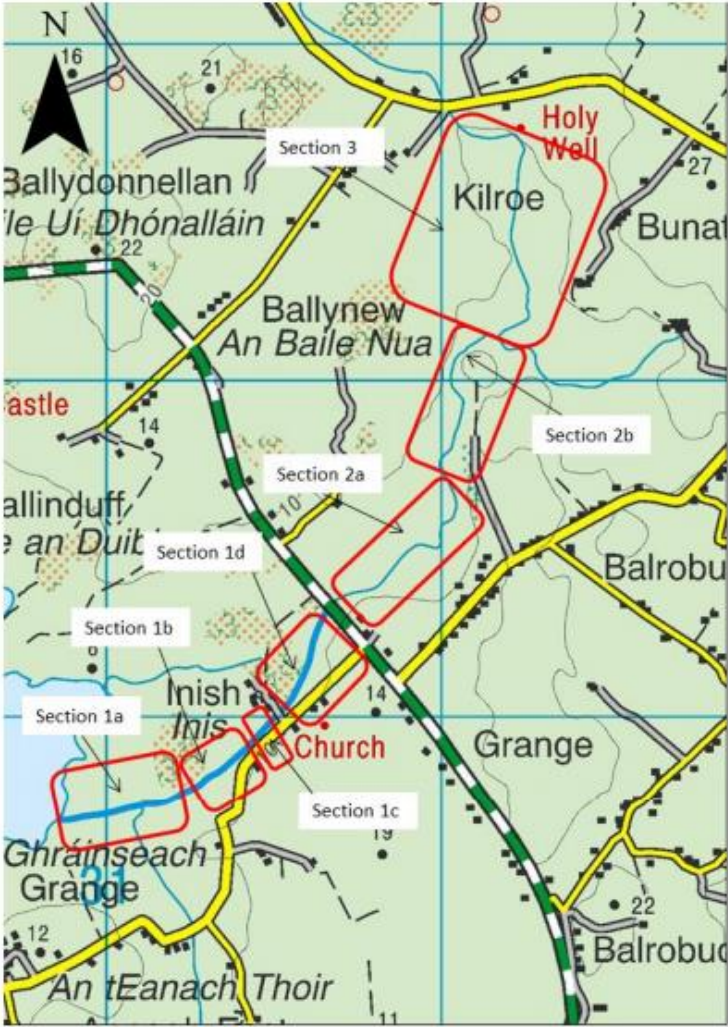 N
16
21
Holy
Well
Section 3
27
Kilroe
Ballydonnellan
ile Uí Dhónalláin
Bunat
22
20
Ballynew
An Baile Nua
astle
14
Section 2b
Section 2a
10
allinduff
e an Duib
Section 1d
Balrobu
Section 1b
6
Inish
Inis
14
Section 1a
Church
Grange
Section 1c
19
Ghráinseach
Grange
31
22
12
Balrobuc
An tEanach Thoir
11